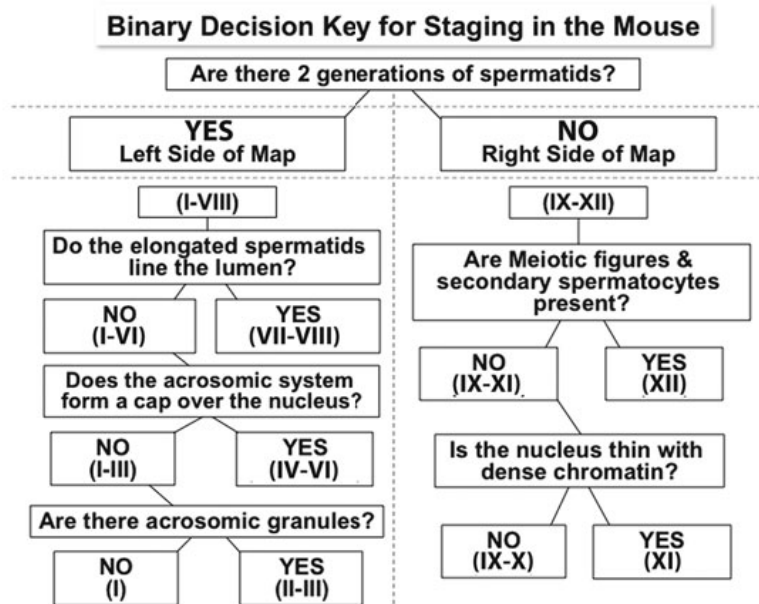 Binary Decision Key for Staging in the Mouse
Are there 2 generations of spermatids?
YES
Left Side of Map
NO
Right Side of Map
(I-VIII)
Do the elongated spermatids
line the lumen?
NO
(I-VI)
YES
(VII-VIII)
Does the acrosomic system
form a cap over the nucleus?
NO
(I-III)
YES
(IV-VI)
Are there acrosomic granules?
NO
(I)
YES
(II-III)
(IX-XII)
Are Meiotic figures &
secondary spermatocytes
present?
NO
(IX-XI)
YES
(XII)
Is the nucleus thin with
dense chromatin?
NO
(IX-X)
YES
(XI)